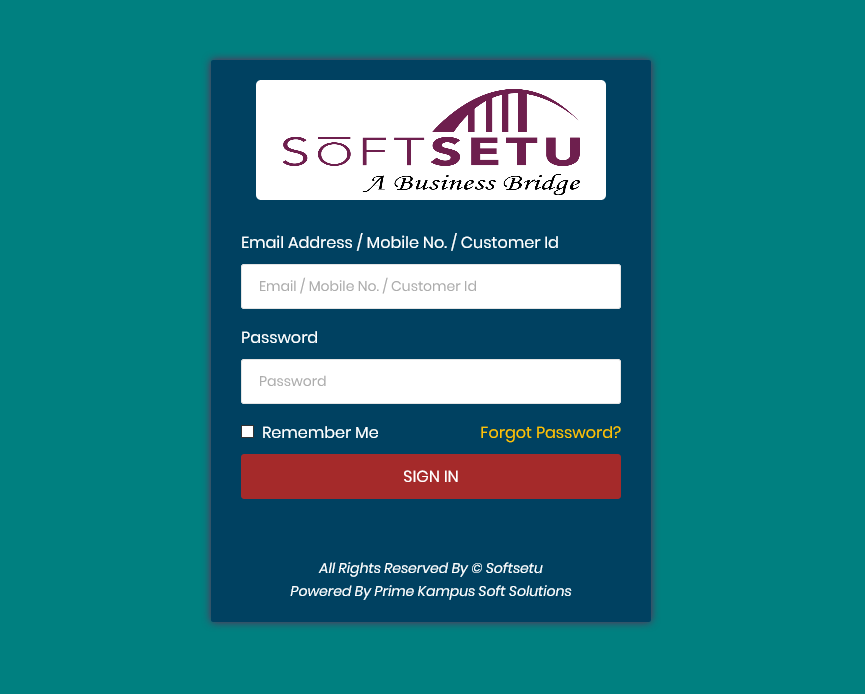 SōFTSETU
A Business Bridge
Email Address / Mobile No. / Customer Id
Email / Mobile No. / Customer Id
Password
Password
Remember Me Forgot Password?
SIGN IN
All Rights Reserved By © Softsetu
Powered By Prime Kampus Soft Solutions